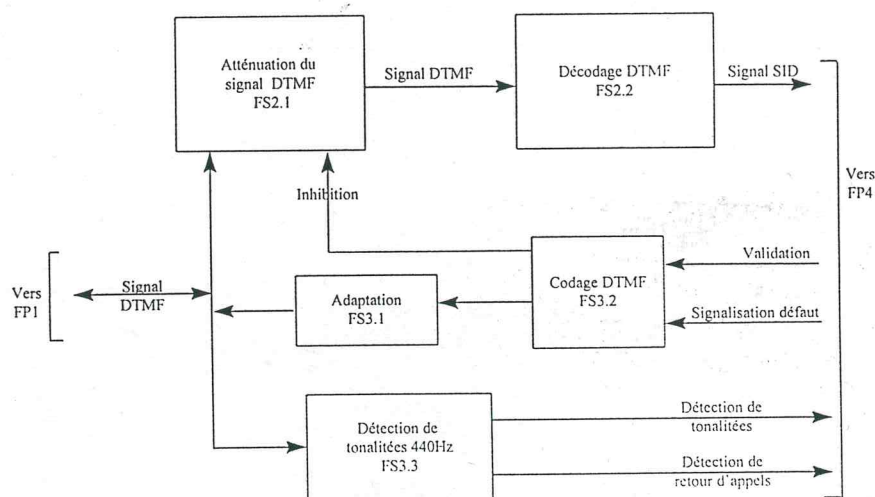 Atténuation du
signal DTMF
FS2.1
Signal DTMF
Décodage DTMF
FS2.2
Signal SID
Vers
FP4
Inhibition
Validation
Codage DTMF
FS3.2
Signalisation défaut
Adaptation
FS3.1
Vers
FP1
Signal
DTMF
Détection de
tonalitées 440Hz
FS3.3
Détection de
tonalitées
Détection de
retour d'appels